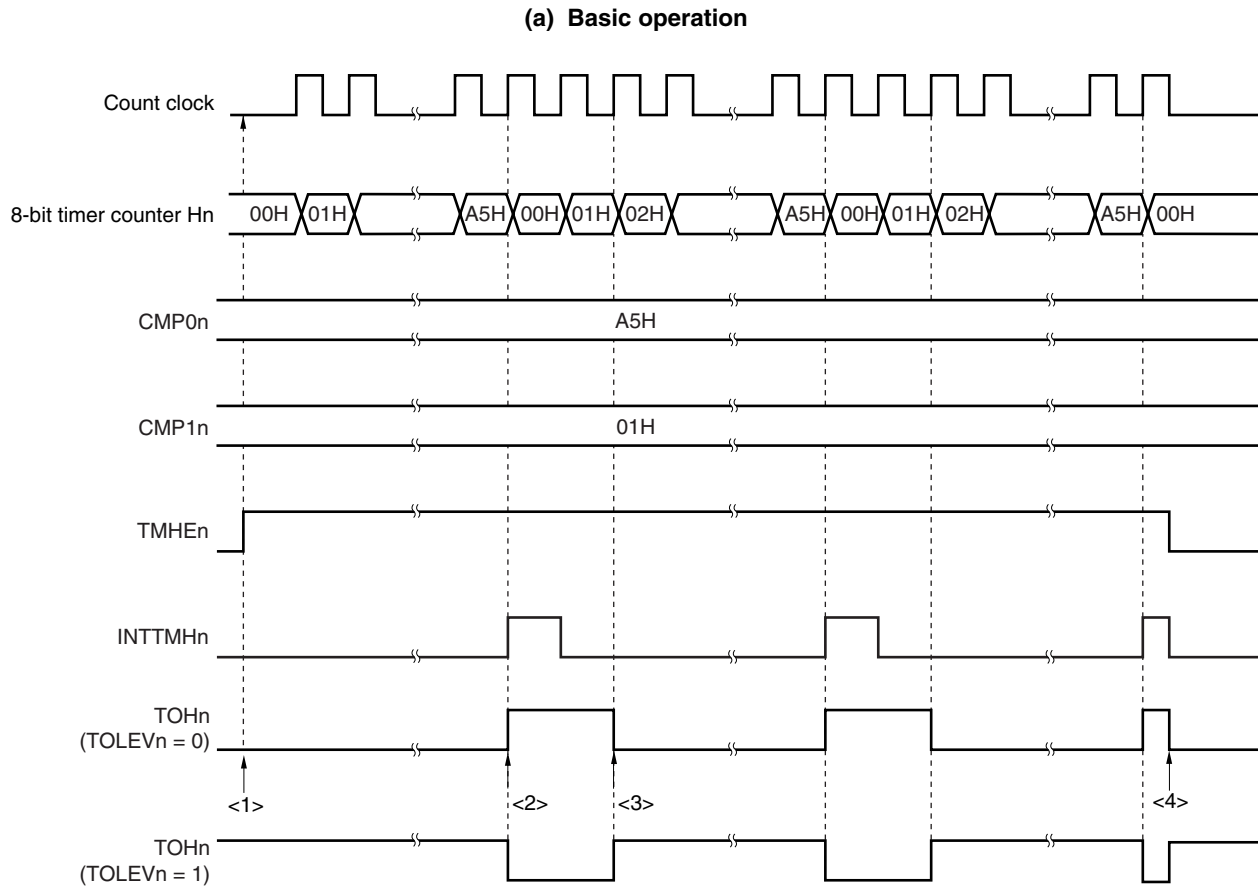 (a) Basic operation
Count clock
8-bit timer counter Hn
00H 01H A5H 00H 01H 02H A5H 00H 01H 02H A5H 00H
CMP0n
A5H
CMP1n
01H
TMHEn
INTTMHn
TOHn
(TOLEVn = 0)
<1> <2> <3> <4>
TOHn
(TOLEVn = 1)